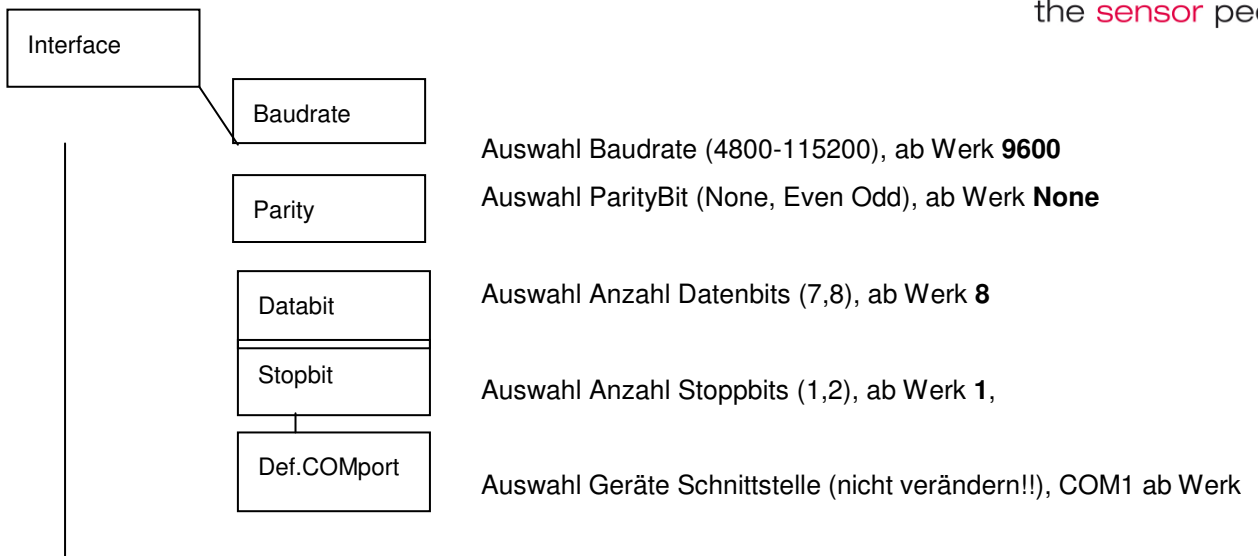 the sensor
Interface
Baudrate
Auswahl Baudrate (4800-115200), ab Werk 9600
Parity
Auswahl ParityBit (None, Even Odd), ab Werk None
Databit
Auswahl Anzahl Datenbits (7,8), ab Werk 8
Stopbit
Auswahl Anzahl Stoppbits (1,2), ab Werk 1,
Def.COMport
Auswahl Geräte Schnittstelle (nicht verändern!!), COM1 ab Werk